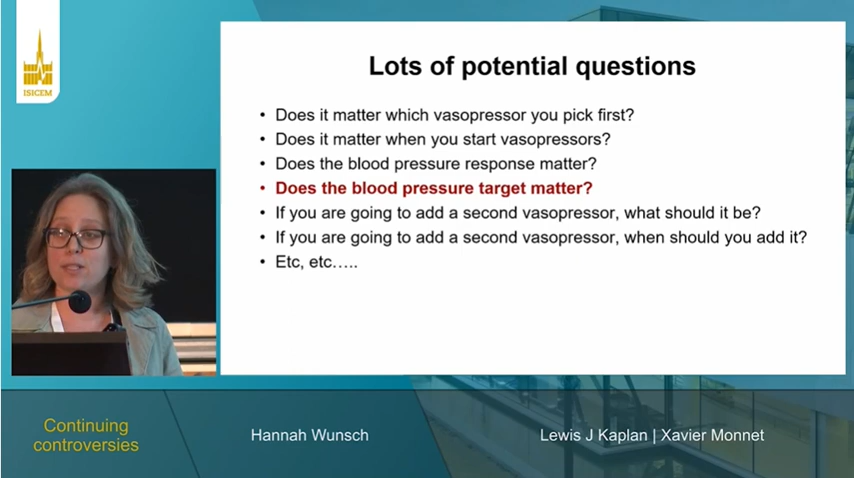 ISICEM
Lots of potential questions
• Does it matter which vasopressor you pick first?
• Does it matter when you start vasopressors?
• Does the blood pressure response matter?
• Does the blood pressure target matter?
• If you are going to add a second vasopressor, what should it be?
• If you are going to add a second vasopressor, when should you add it?
• Etc, etc…..
Continuing
controversies
Hannah Wunsch
Lewis J Kaplan | Xavier Monnet